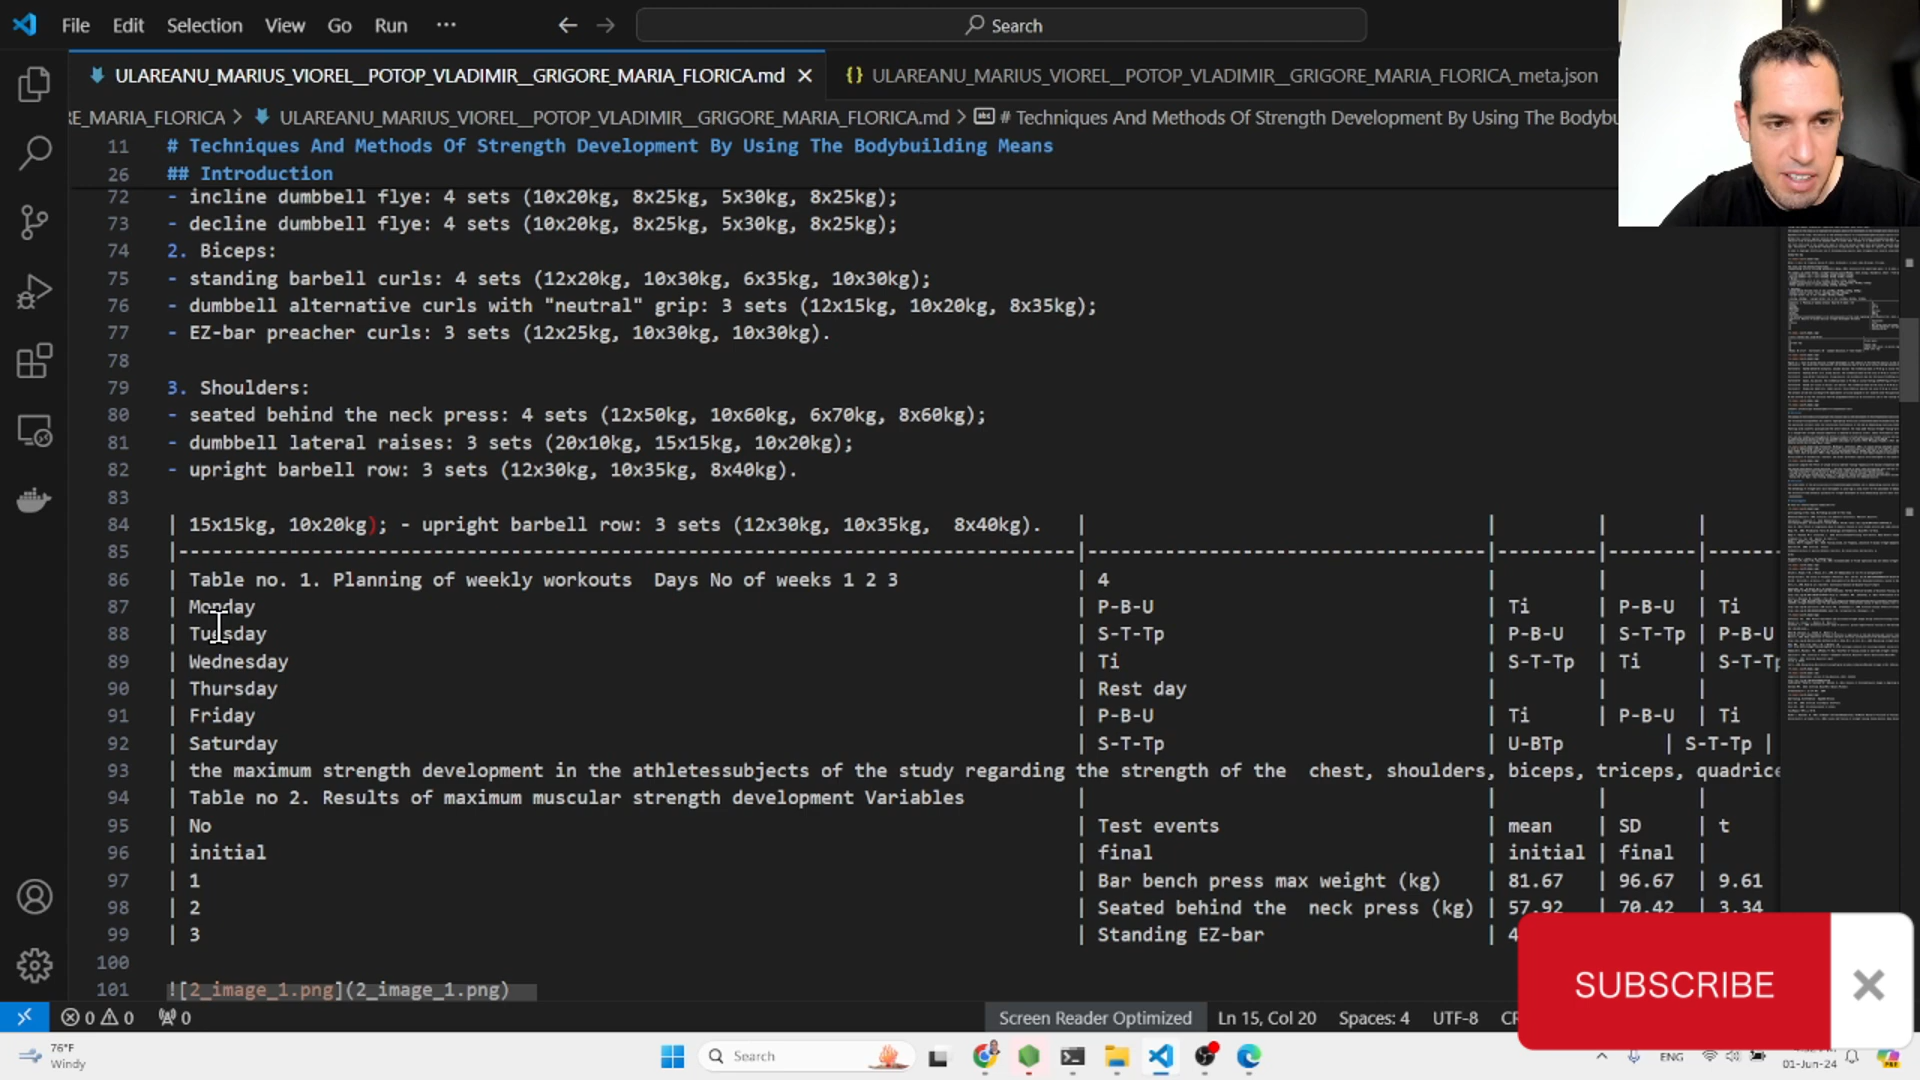 File Edit Selection View Go Run ···
Search
ULAREANU_MARIUS_VIOREL__POTOP_VLADIMIR__GRIGORE_MARIA_FLORICA.md
{} ULAREANU_MARIUS_VIOREL__POTOP_VLADIMIR__GRIGORE_MARIA_FLORICA_meta.json
RE_MARIA_FLORICA > ULAREANU_MARIUS_VIOREL__POTOP_VLADIMIR__GRIGORE_MARIA_FLORICA.md > # Techniques And Methods Of Strength Development By Using The Bodybu
11 # Techniques And Methods Of Strength Development By Using The Bodybuilding Means
26 ## Introduction
72 - incline dumbbell flye: 4 sets (10x20kg, 8x25kg, 5x30kg, 8x25kg);
73 - decline dumbbell flye: 4 sets (10x20kg, 8x25kg, 5x30kg, 8x25kg);
74 2. Biceps:
75 - standing barbell curls: 4 sets (12x20kg, 10x30kg, 6x35kg, 10x30kg);
76 - dumbbell alternative curls with "neutral" grip: 3 sets (12x15kg, 10x20kg, 8x35kg);
77 - EZ-bar preacher curls: 3 sets (12x25kg, 10x30kg, 10x30kg).
78
79 3. Shoulders:
80 - seated behind the neck press: 4 sets (12x50kg, 10x60kg, 6x70kg, 8x60kg);
81 - dumbbell lateral raises: 3 sets (20x10kg, 15x15kg, 10x20kg);
82 - upright barbell row: 3 sets (12x30kg, 10x35kg, 8x40kg).
83
84 | 15x15kg, 10x20kg); - upright barbell row: 3 sets (12x30kg, 10x35kg,  8x40kg). | | | |
85 |---|---|---|---|---
86 | Table no. 1. Planning of weekly workouts  Days No of weeks 1 2 3 | 4 | | |
87 | Monday | P-B-U | Ti | P-B-U | Ti
88 | Tuesday | S-T-Tp | P-B-U | S-T-Tp | P-B-U
89 | Wednesday | Ti | S-T-Tp | Ti | S-T-Tp
90 | Thursday | Rest day | | |
91 | Friday | P-B-U | Ti | P-B-U | Ti
92 | Saturday | S-T-Tp | U-BTp | S-T-Tp |
93 | the maximum strength development in the athletessubjects of the study regarding the strength of the  chest, shoulders, biceps, triceps, quadrice
94 | Table no 2. Results of maximum muscular strength development Variables | | | |
95 | No | Test events | mean | SD | t
96 | initial | final | initial | final |
97 | 1 | Bar bench press max weight (kg) | 81.67 | 96.67 | 9.61
98 | 2 | Seated behind the  neck press (kg) | 57.92 | 70.42 | 3.34
99 | 3 | Standing EZ-bar | 4
100
101 ![2_image_1.png](2_image_1.png)
SUBSCRIBE
0 0 0 Screen Reader Optimized Ln 15, Col 20 Spaces: 4 UTF-8 CR
76°F
Windy
Search
ENG
01-Jun-24